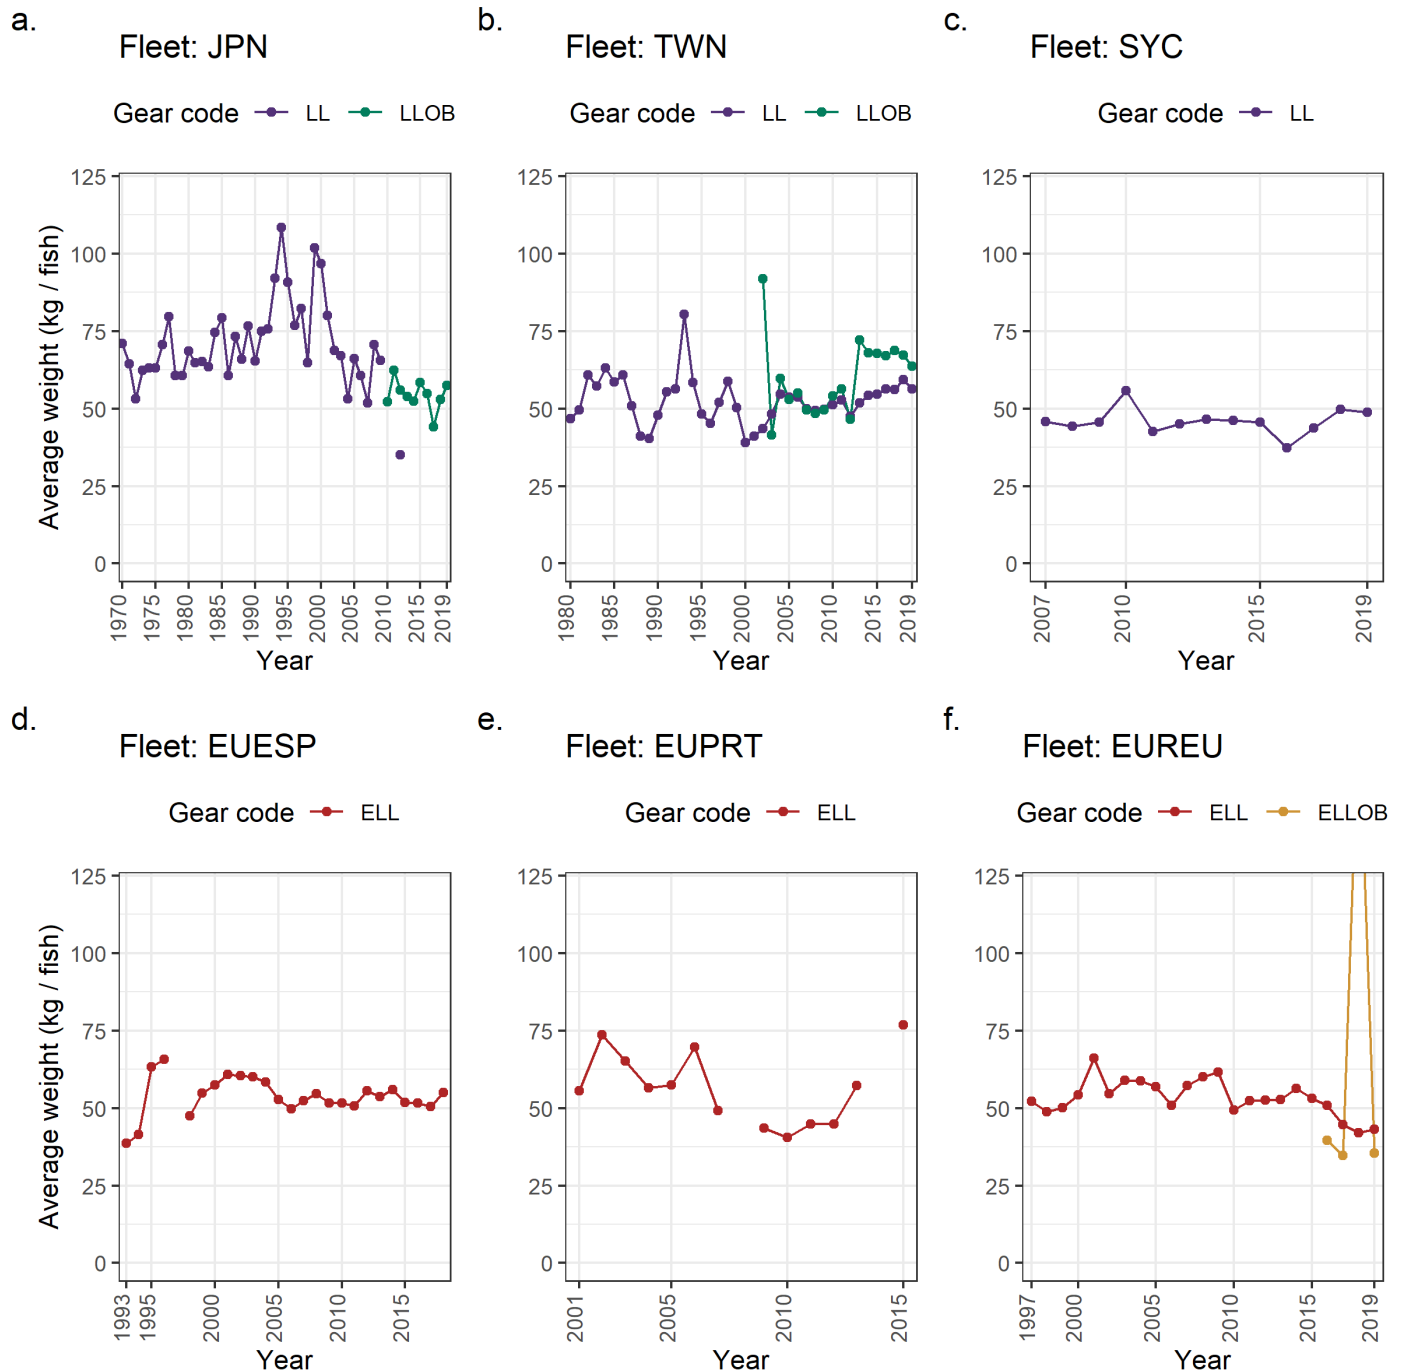 a.
Fleet: JPN
Gear code LL LLOB
Average weight (kg / fish)
125
100
75
50
25
0
1970
1975
1980
1985
1990
1995
2000
2005
2010
2015
2019
Year
b.
Fleet: TWN
Gear code LL LLOB
125
100
75
50
25
0
1980
1985
1990
1995
2000
2005
2010
2015
2019
Year
c.
Fleet: SYC
Gear code LL
125
100
75
50
25
0
2007
2010
2015
2019
Year
d.
Fleet: EUESP
Gear code ELL
Average weight (kg / fish)
125
100
75
50
25
0
1993
1995
2000
2005
2010
2015
Year
e.
Fleet: EUPRT
Gear code ELL
125
100
75
50
25
0
2001
2005
2010
2015
Year
f.
Fleet: EUREU
Gear code ELL ELLOB
125
100
75
50
25
0
1997
2000
2005
2010
2015
2019
Year